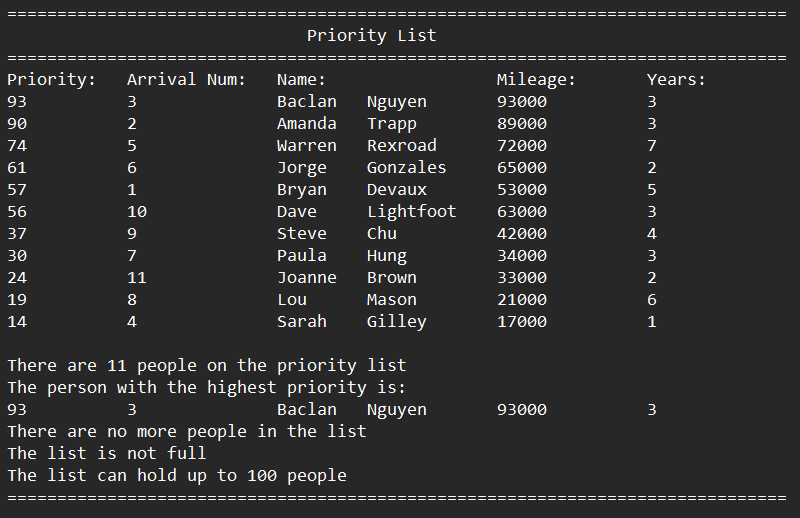 ==============================================================================
                              Priority List
==============================================================================
Priority:   Arrival Num:   Name:                 Mileage:       Years:
93          3              Baclan   Nguyen       93000          3
90          2              Amanda   Trapp        89000          3
74          5              Warren   Rexroad      72000          7
61          6              Jorge    Gonzales     65000          2
57          1              Bryan    Devaux       53000          5
56          10             Dave     Lightfoot    63000          3
37          9              Steve    Chu          42000          4
30          7              Paula    Hung         34000          3
24          11             Joanne   Brown        33000          2
19          8              Lou      Mason        21000          6
14          4              Sarah    Gilley       17000          1

There are 11 people on the priority list
The person with the highest priority is:
93          3              Baclan   Nguyen       93000          3
There are no more people in the list
The list is not full
The list can hold up to 100 people
==============================================================================